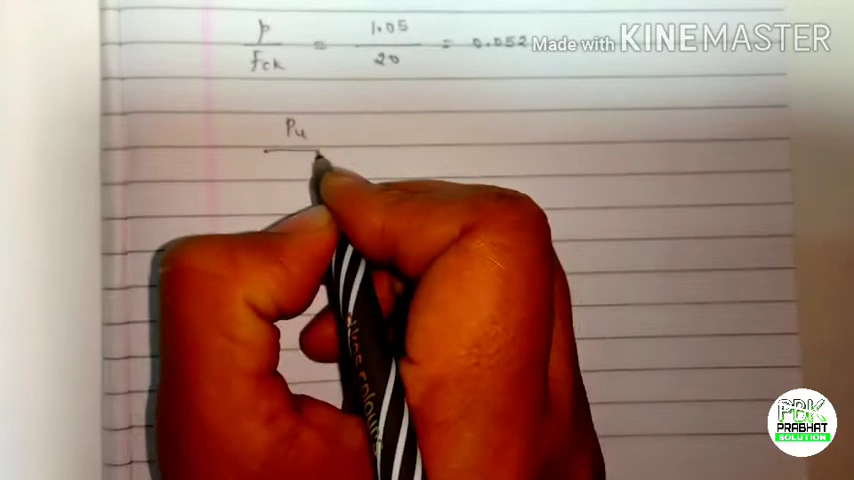 p / fck = 1.05 / 20 = 0.052
Made with KINEMASTER
Pu
PBK
PRABHAT
SOLUTION